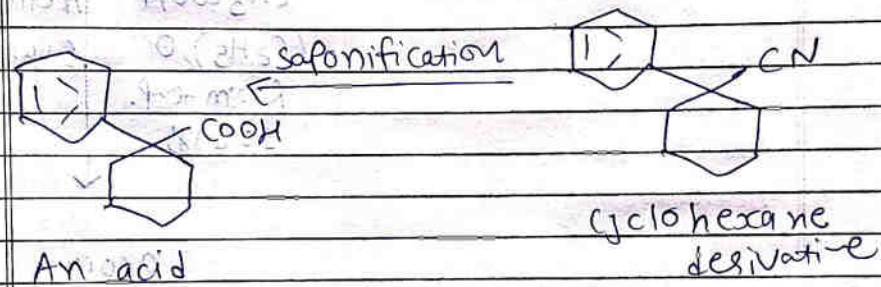 saponification
CN
COOH
cyclohexane
derivative
An acid